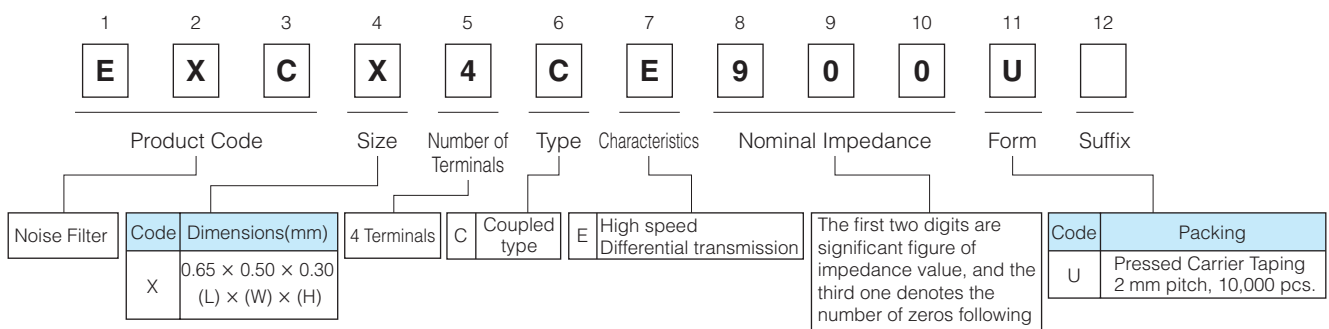 1 2 3 4 5 6 7 8 9 10 11 12
E X C X 4 C E 9 0 0 U
Product Code Size Number of Terminals Type Characteristics Nominal Impedance Form Suffix
Noise Filter
Code Dimensions(mm)
X 0.65 × 0.50 × 0.30
(L) × (W) × (H)
4 Terminals
C Coupled
type
E High speed
Differential transmission
The first two digits are
significant figure of
impedance value, and the
third one denotes the
number of zeros following
Code Packing
U Pressed Carrier Taping
2 mm pitch, 10,000 pcs.